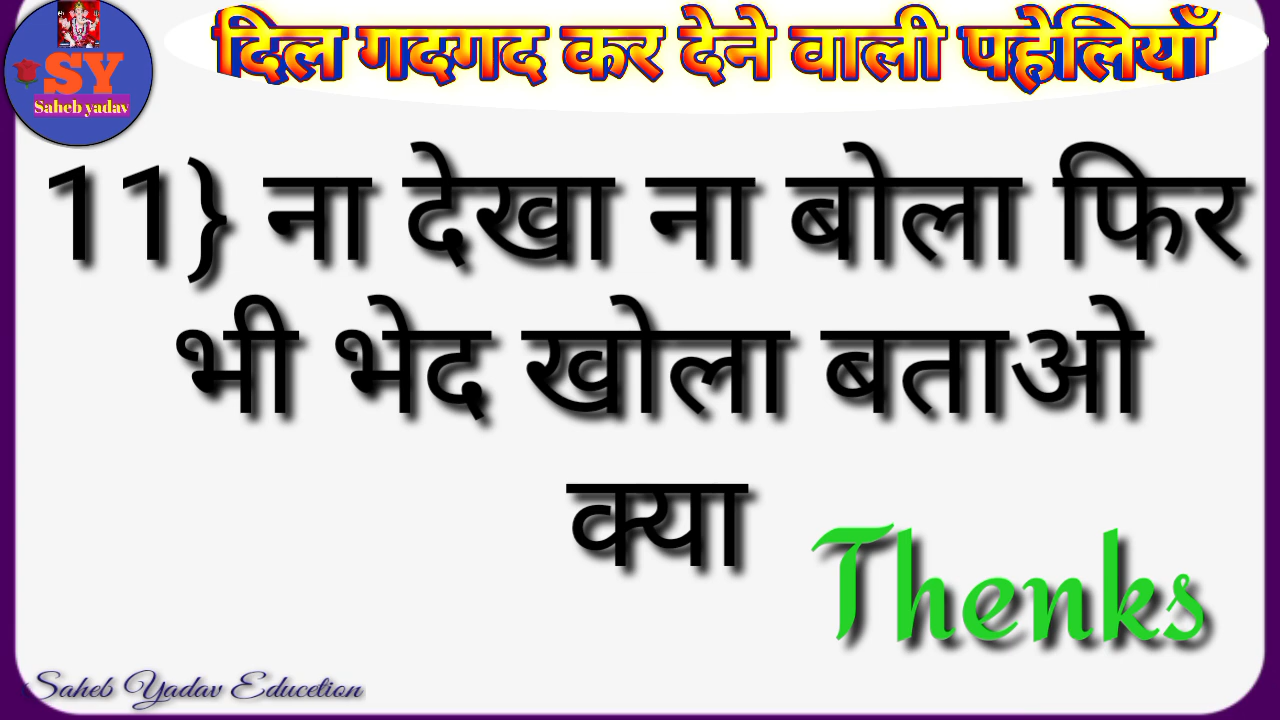 SY
Saheb yadav
दिल गदगद कर देने वाली पहेलियाँ
11} ना देखा ना बोला फिर
भी भेद खोला बताओ
क्या
Thenks
Saheb Yadav Educetion